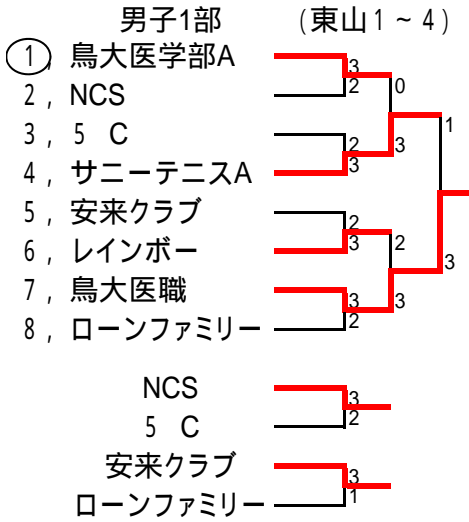 男子1部 (東山1~4)
1, 鳥大医学部A
2, NCS
3, 5 C
4, サニーテニスA
5, 安来クラブ
6, レインボー
7, 鳥大医職
8, ローンファミリー
3
2
0
2
3
3
1
2
3
2
3
2
3
3
NCS 3
5 C 2
安来クラブ 3
ローンファミリー 1